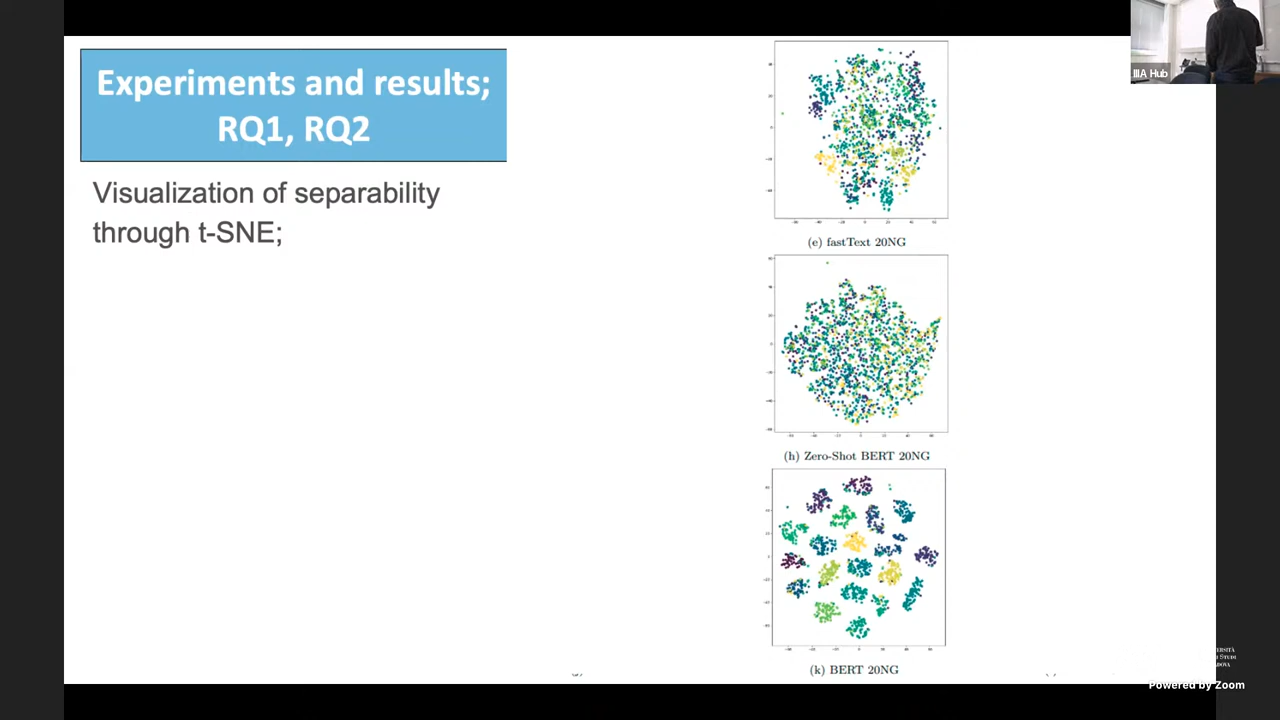 Experiments and results;
RQ1, RQ2
Visualization of separability
through t-SNE;
IIIA Hub
(e) fastText 20NG
(h) Zero-Shot BERT 20NG
(k) BERT 20NG
Powered by Zoom